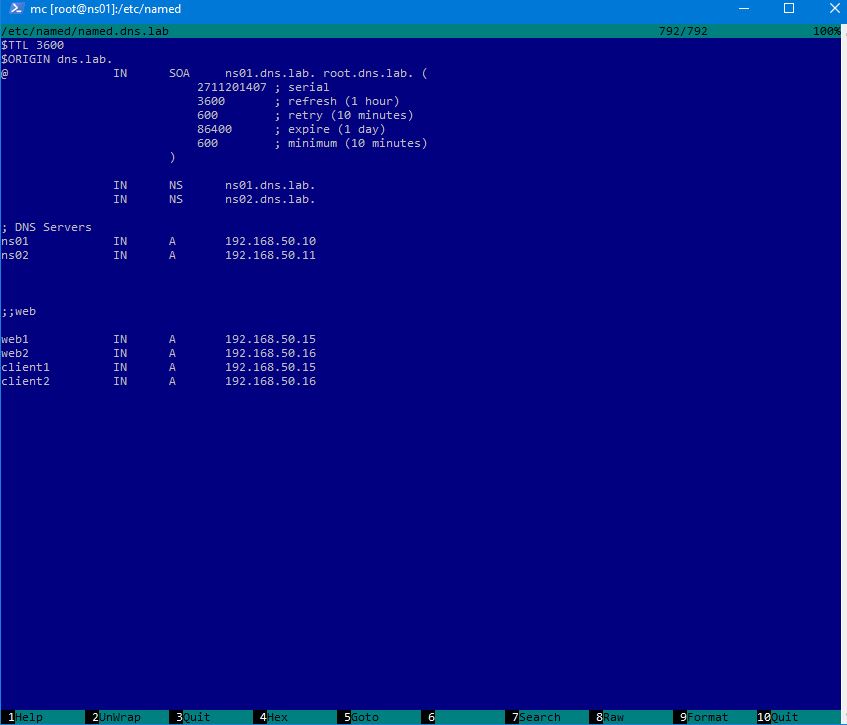 mc [root@ns01]:/etc/named
/etc/named/named.dns.lab 792/792 100%
$TTL 3600
$ORIGIN dns.lab.
@ IN SOA ns01.dns.lab. root.dns.lab. (
2711201407 ; serial
3600 ; refresh (1 hour)
600 ; retry (10 minutes)
86400 ; expire (1 day)
600 ; minimum (10 minutes)
)
IN NS ns01.dns.lab.
IN NS ns02.dns.lab.
; DNS Servers
ns01 IN A 192.168.50.10
ns02 IN A 192.168.50.11
;;web
web1 IN A 192.168.50.15
web2 IN A 192.168.50.16
client1 IN A 192.168.50.15
client2 IN A 192.168.50.16
1Help 2UnWrap 3Quit 4Hex 5Goto 6 7Search 8Raw 9Format 10Quit